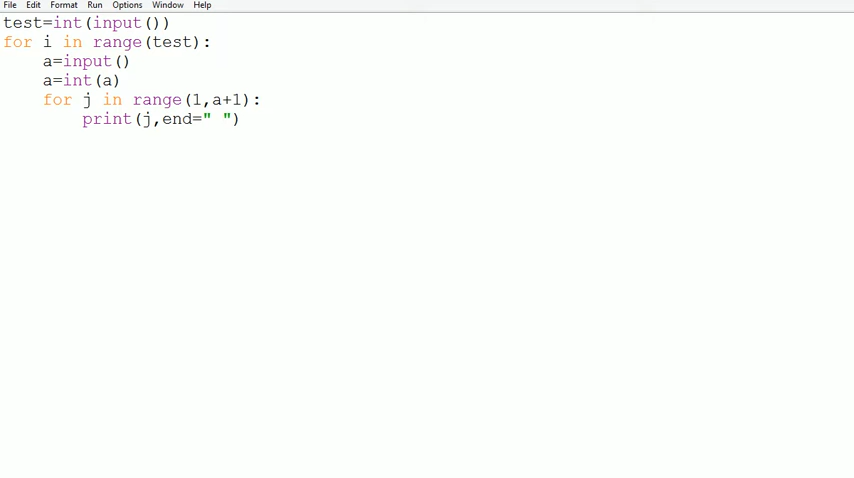 File Edit Format Run Options Window Help
test=int(input())
for i in range(test):
    a=input()
    a=int(a)
    for j in range(1,a+1):
        print(j,end=" ")